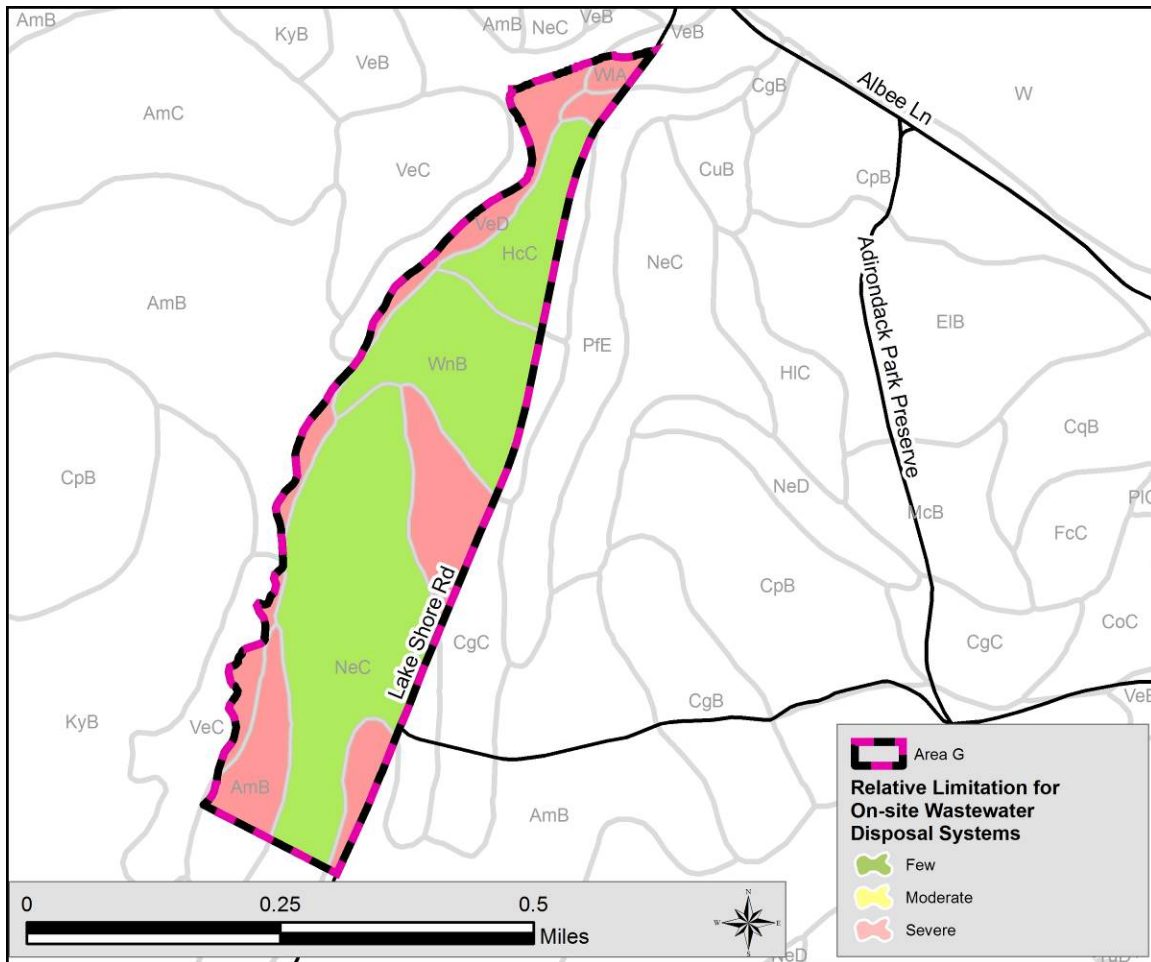 AmB
KyB
VeB
AmB
NeC
VeB
VeB
WlA
CgB
W
Albee Ln
AmC
VeC
CuB
CpB
VeD
HcC
NeC
Adirondack Park Preserve
AmB
ElB
WnB
PfE
HlC
CqB
CpB
NeD
McB
PlC
FcC
CpB
Lake Shore Rd
NeC
CgC
CgC
CoC
KyB
VeC
CgB
VeB
AmB
AmB
Area G
Relative Limitation for
On-site Wastewater
Disposal Systems
Few
Moderate
Severe
0 0.25 0.5
Miles
N
W E
S
NeD